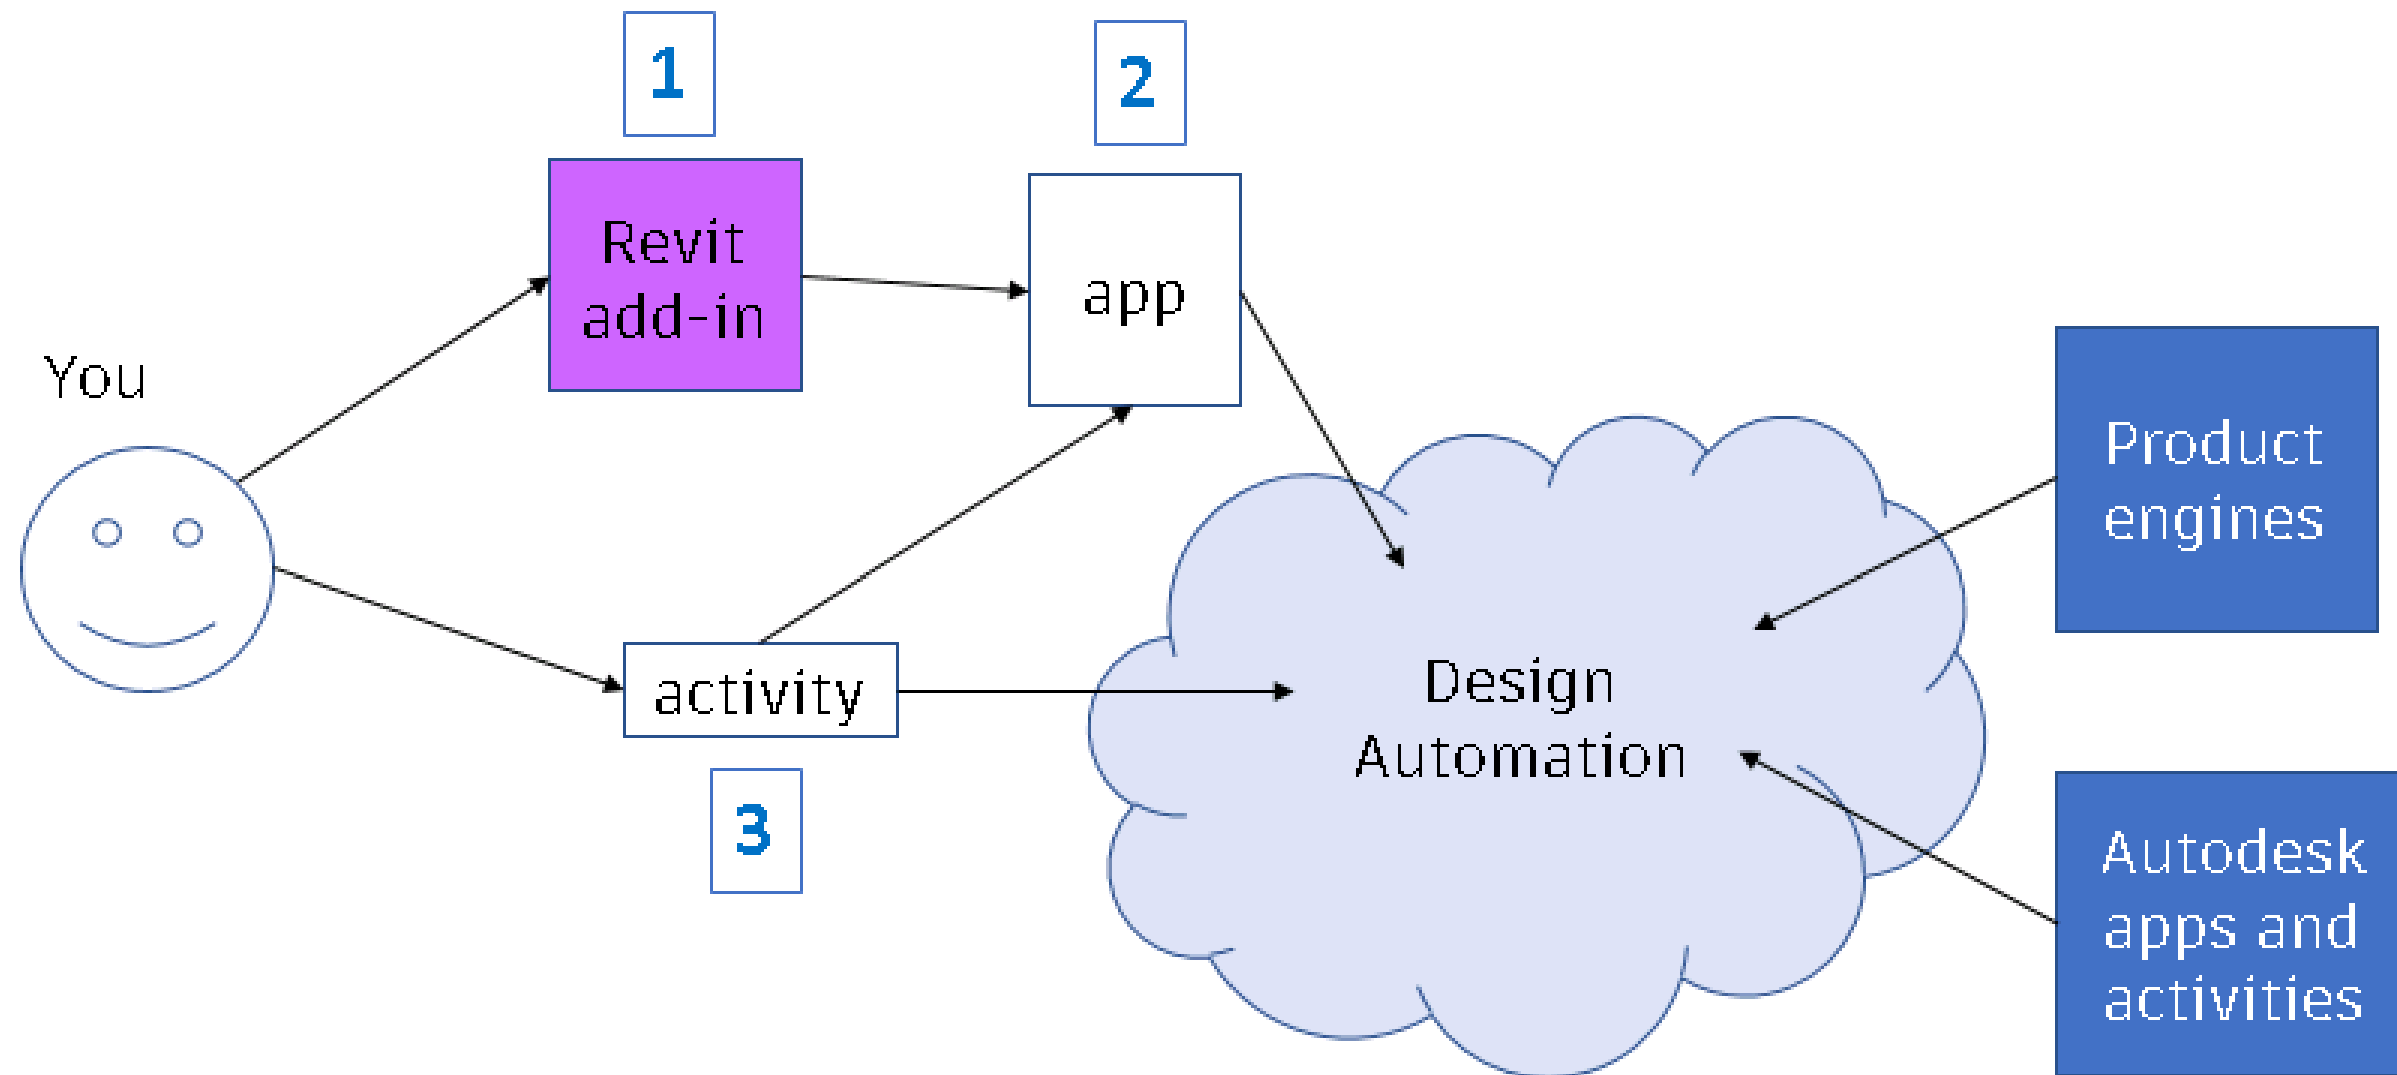 1
2
Revit
add-in
app
You
Product
engines
activity
Design
Automation
3
Autodesk
apps and
activities